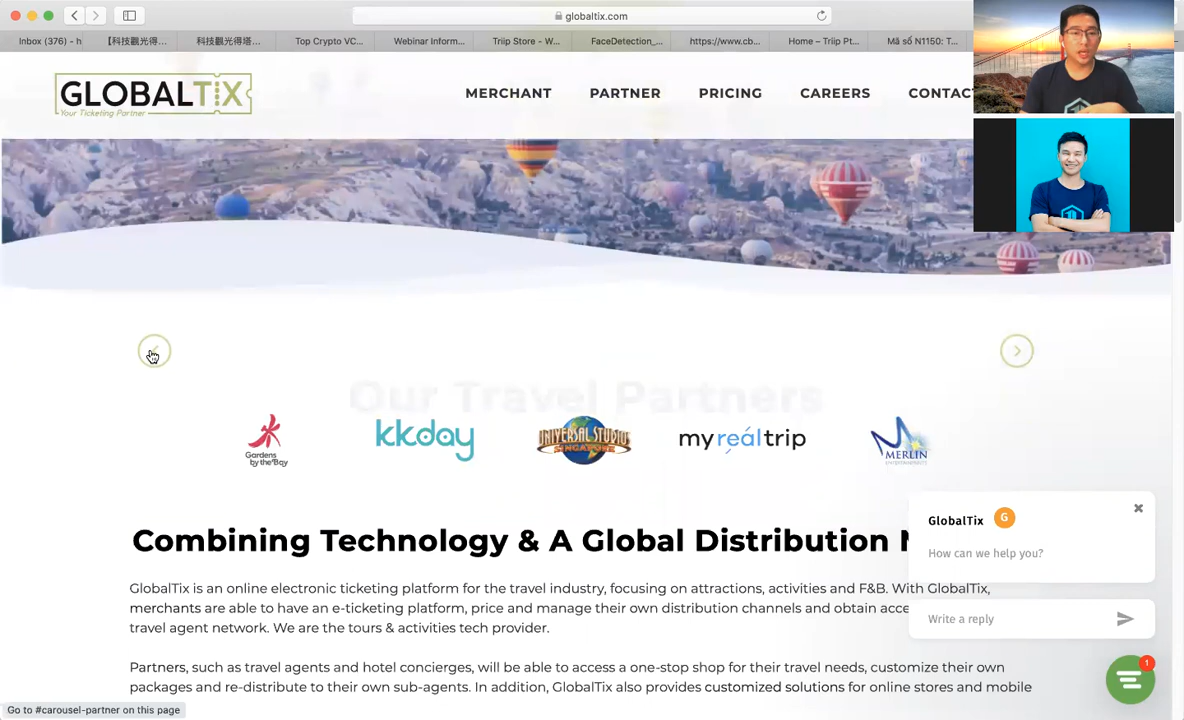 globaltix.com
Inbox (376) - h
【科技觀光得...
科技觀光得塔...
Top Crypto VC...
Webinar Inform...
Triip Store - W...
FaceDetection_...
https://www.cb...
Home – Triip Pt...
Mã số N1150: T...
GLOBALTIX
Your Ticketing Partner
MERCHANT
PARTNER
PRICING
CAREERS
CONTAC
Our Travel Partners
Gardens
by the Bay
kkday
UNIVERSAL STUDIOS
SINGAPORE
myrealtrip
MERLIN
ENTERTAINMENTS
Combining Technology & A Global Distribution
GlobalTix is an online electronic ticketing platform for the travel industry, focusing on attractions, activities and F&B. With GlobalTix,
merchants are able to have an e-ticketing platform, price and manage their own distribution channels and obtain acce
travel agent network. We are the tours & activities tech provider.
Partners, such as travel agents and hotel concierges, will be able to access a one-stop shop for their travel needs, customize their own
packages and re-distribute to their own sub-agents. In addition, GlobalTix also provides customized solutions for online stores and mobile
GlobalTix G
How can we help you?
Write a reply
1
Go to #carousel-partner on this page